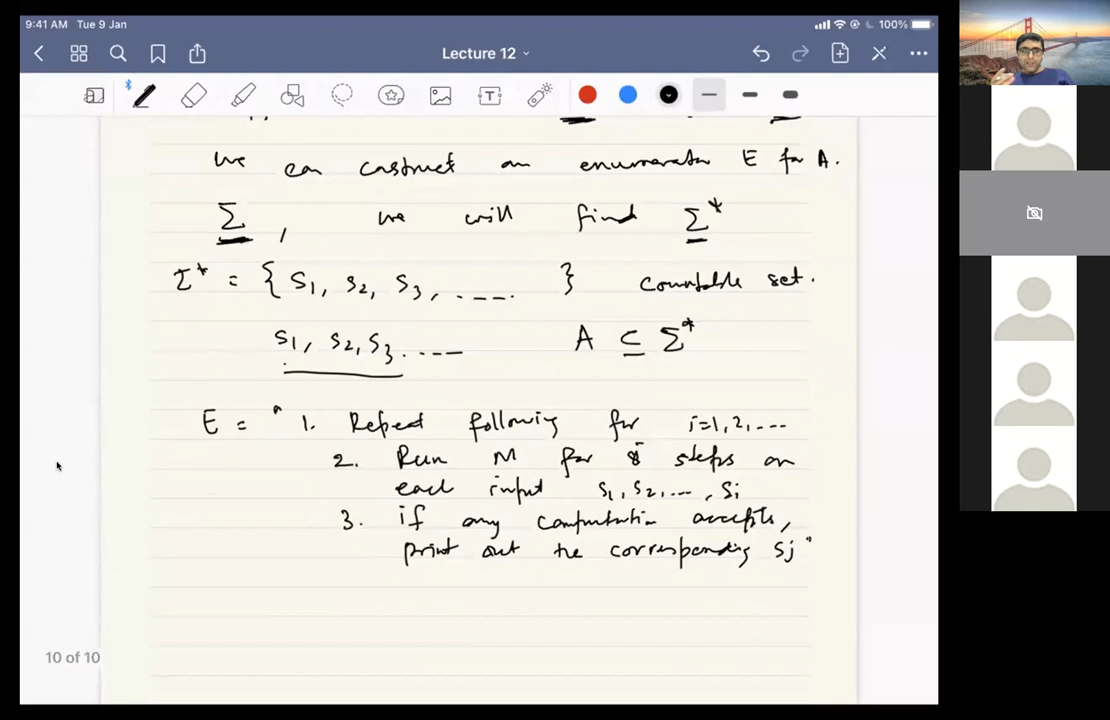 9:41 AM Tue 9 Jan
100%
Lecture 12
we can castruct an enumerator E for A.
Σ, we will find Σ*
Σ* = { s1, s2, s3, ..... } countable set.
s1, s2, s3 ..... A ⊆ Σ*
E = " 1. Repeat following for i=1,2,...
2. Run M for i steps on
each input s1, s2, ..., si
3. if any computation accepts,
print out the corresponding sj "
10 of 10